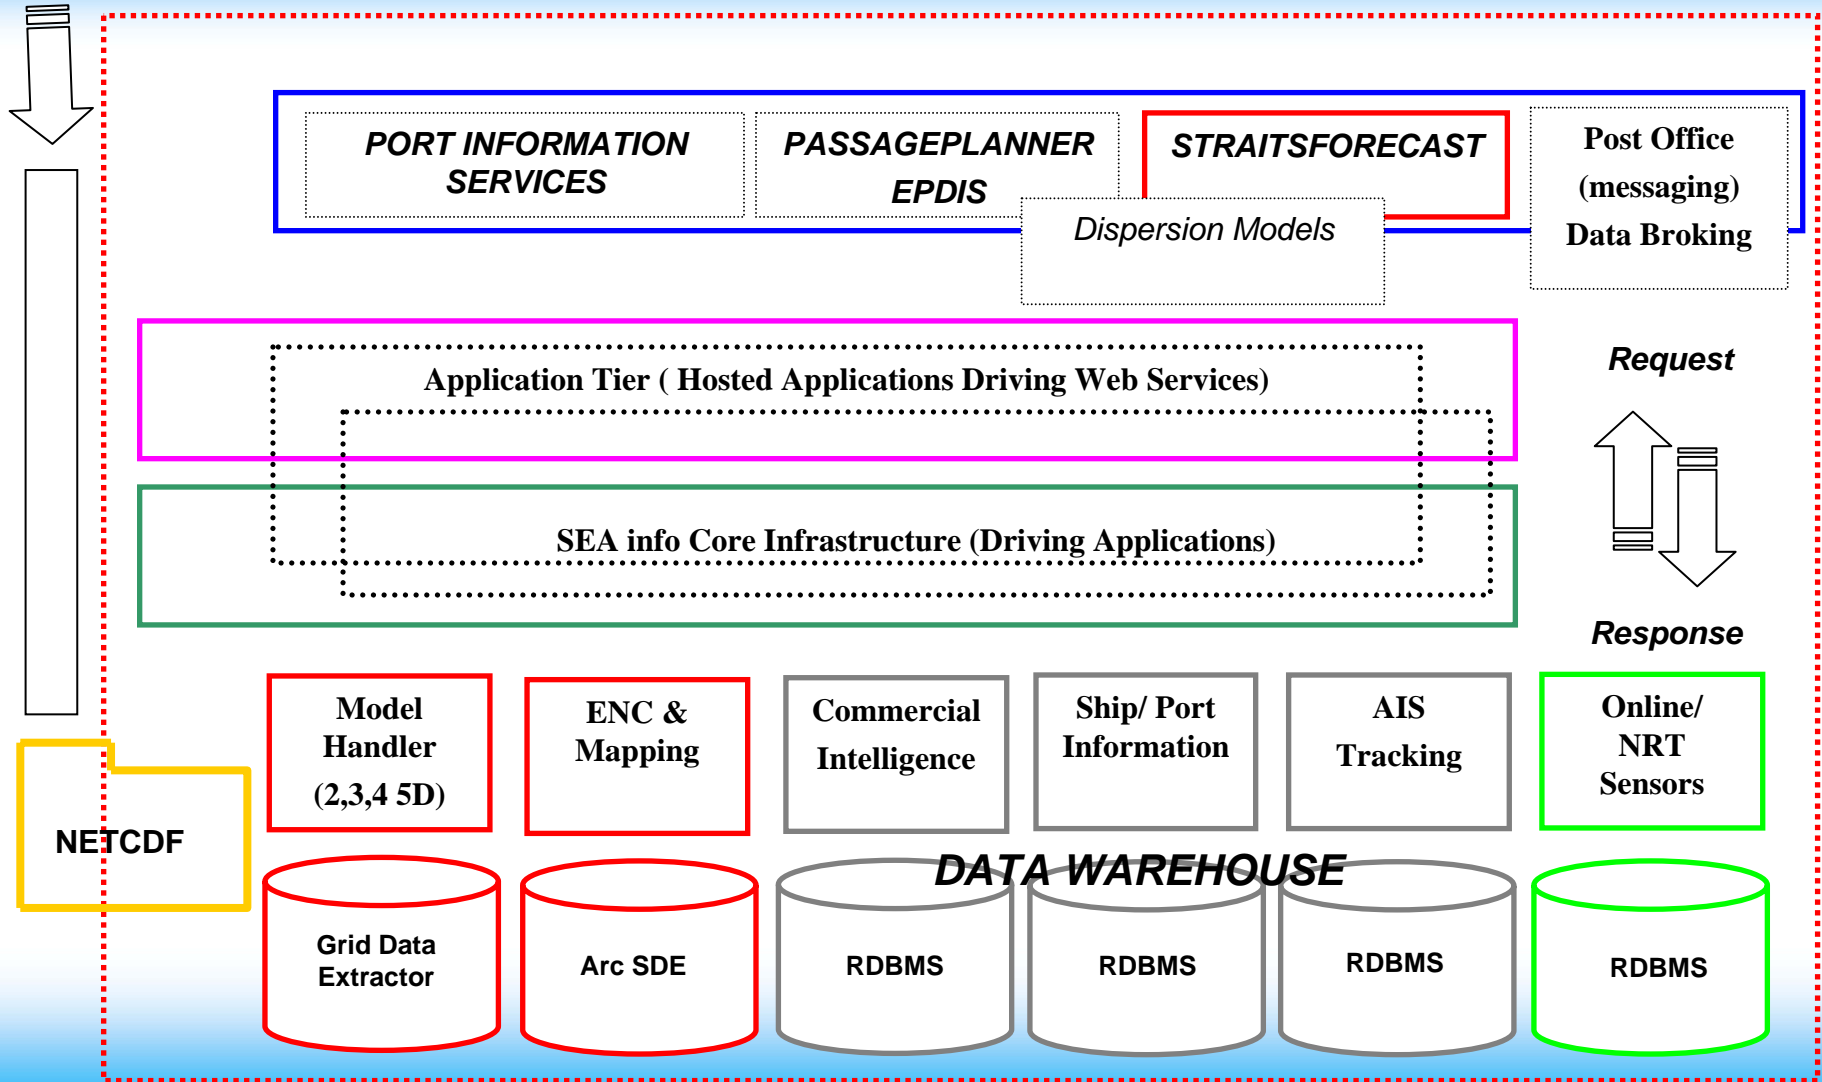 PORT INFORMATION
SERVICES
PASSAGEPLANNER
EPDIS
STRAITSFORECAST
Post Office
(messaging)
Data Broking
Dispersion Models
Application Tier ( Hosted Applications Driving Web Services)
Request
SEA info Core Infrastructure (Driving Applications)
Response
Model
Handler
(2,3,4 5D)
ENC &
Mapping
Commercial
Intelligence
Ship/ Port
Information
AIS
Tracking
Online/
NRT
Sensors
NETCDF
DATA WAREHOUSE
Grid Data
Extractor
Arc SDE
RDBMS
RDBMS
RDBMS
RDBMS